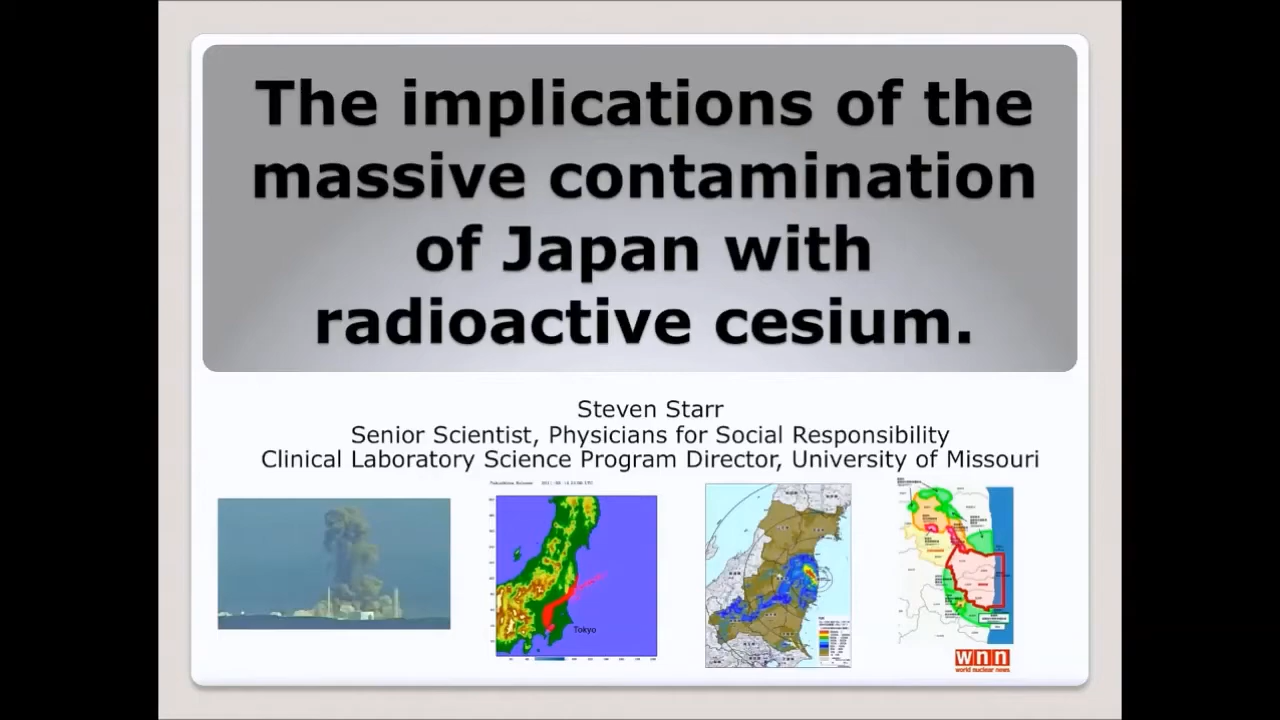 The implications of the
massive contamination
of Japan with
radioactive cesium.
Steven Starr
Senior Scientist, Physicians for Social Responsibility
Clinical Laboratory Science Program Director, University of Missouri
Tokyo
wnn
world nuclear news